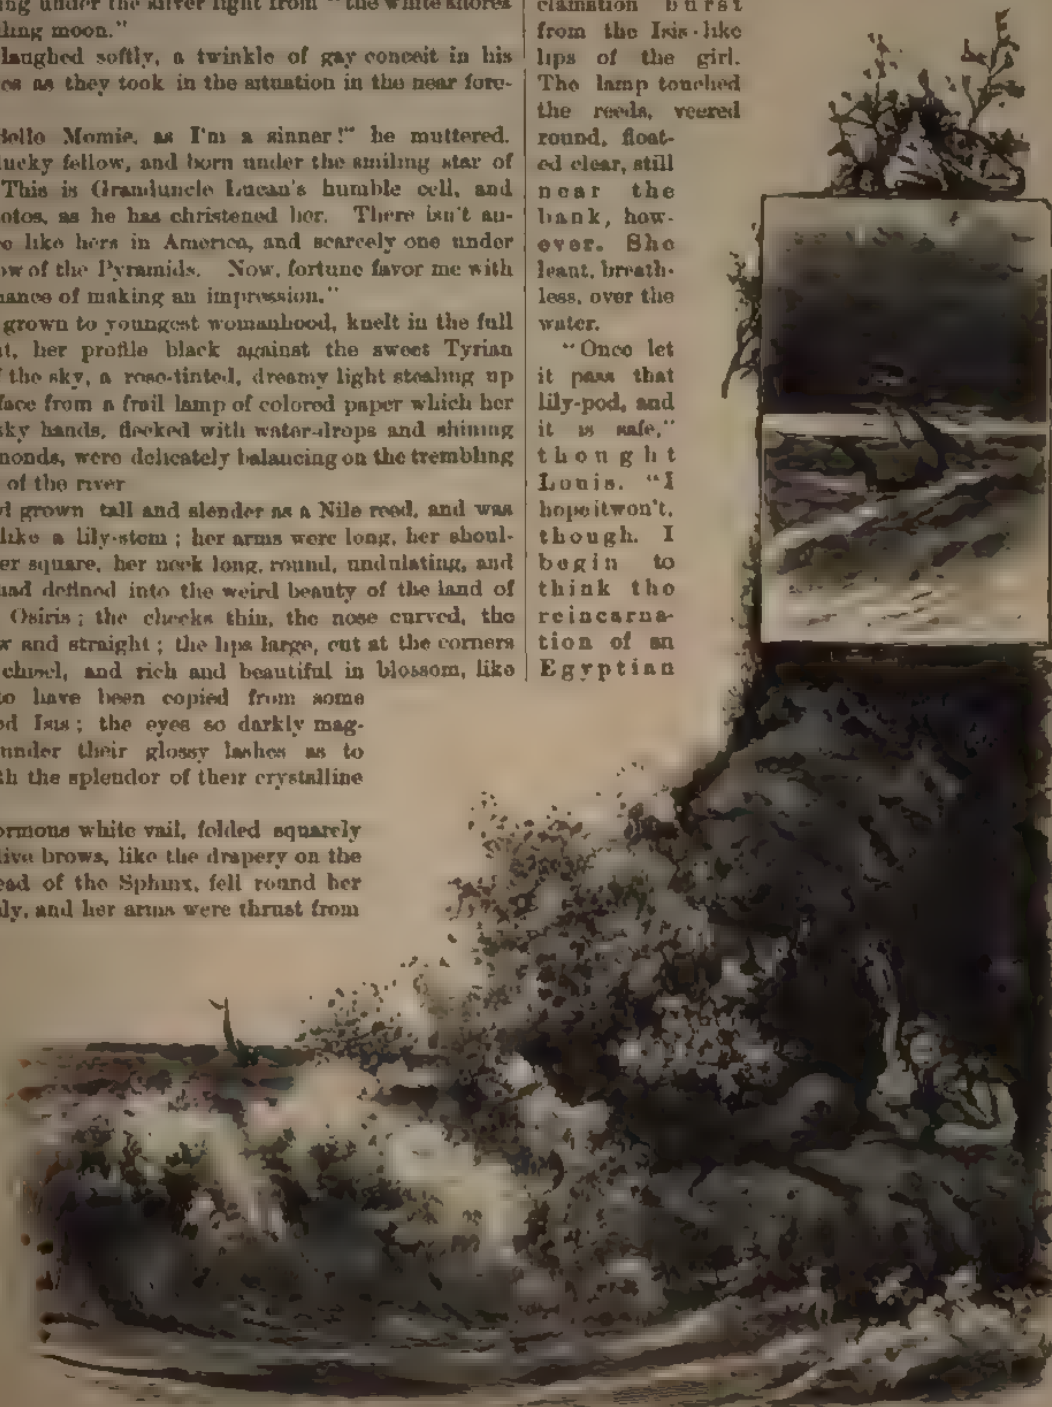 ing under the silver light from "the white shores
ling moon."
laughed softly, a twinkle of gay conceit in his
es as they took in the situation in the near fore-
Belle Momie, as I'm a sinner!" he muttered.
lucky fellow, and born under the smiling star of
This is Granduncle Lucan's humble cell, and
otos, as he has christened her. There isn't an-
e like hers in America, and scarcely one under
ow of the Pyramids. Now, fortune favor me with
hance of making an impression."
grown to youngest womanhood, knelt in the full
t, her profile black against the sweet Tyrian
f the sky, a rose-tinted, dreamy light stealing up
face from a frail lamp of colored paper which her
sky hands, flecked with water-drops and shining
monds, were delicately balancing on the trembling
of the river
d grown tall and slender as a Nile reed, and was
like a lily-stem; her arms were long, her shoul-
er square, her neck long, round, undulating, and
had defined into the weird beauty of the land of
Osiris; the cheeks thin, the nose curved, the
w and straight; the lips large, cut at the corners
chisel, and rich and beautiful in blossom, like
to have been copied from some
ed Isis; the eyes so darkly mag-
under their glossy lashes as to
th the splendor of their crystalline
ormous white vail, folded squarely
live brows, like the drapery on the
ead of the Sphinx, fell round her
ly, and her arms were thrust from
clamation burst
from the Isis-like
lips of the girl.
The lamp touched
the reeds, veered
round, float-
ed clear, still
near the
bank, how-
ever. She
leant, breath-
less, over the
water.
"Once let
it pass that
lily-pod, and
it is safe,"
thought
Louis. "I
hope it won't,
though. I
begin to
think the
reincarna-
tion of an
Egyptian